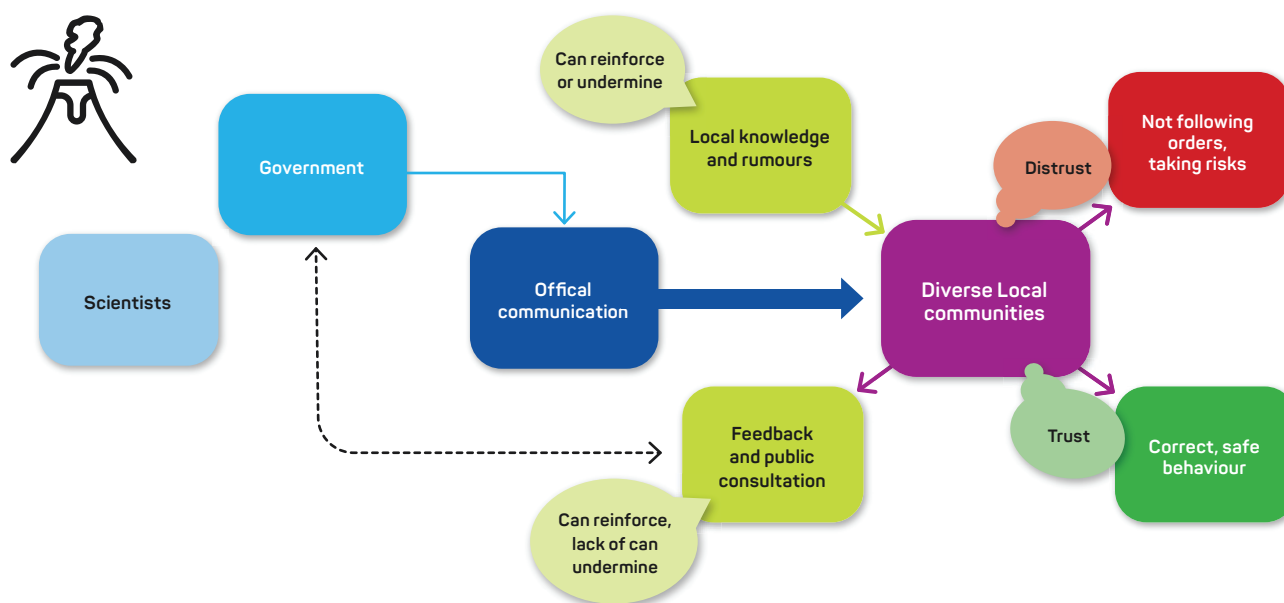 Can reinforce
or undermine
Local knowledge
and rumours
Not following
orders,
taking risks
Distrust
Government
Scientists
Offical
communication
Diverse Local
communities
Feedback
and public
consultation
Trust
Correct, safe
behaviour
Can reinforce,
lack of can
undermine